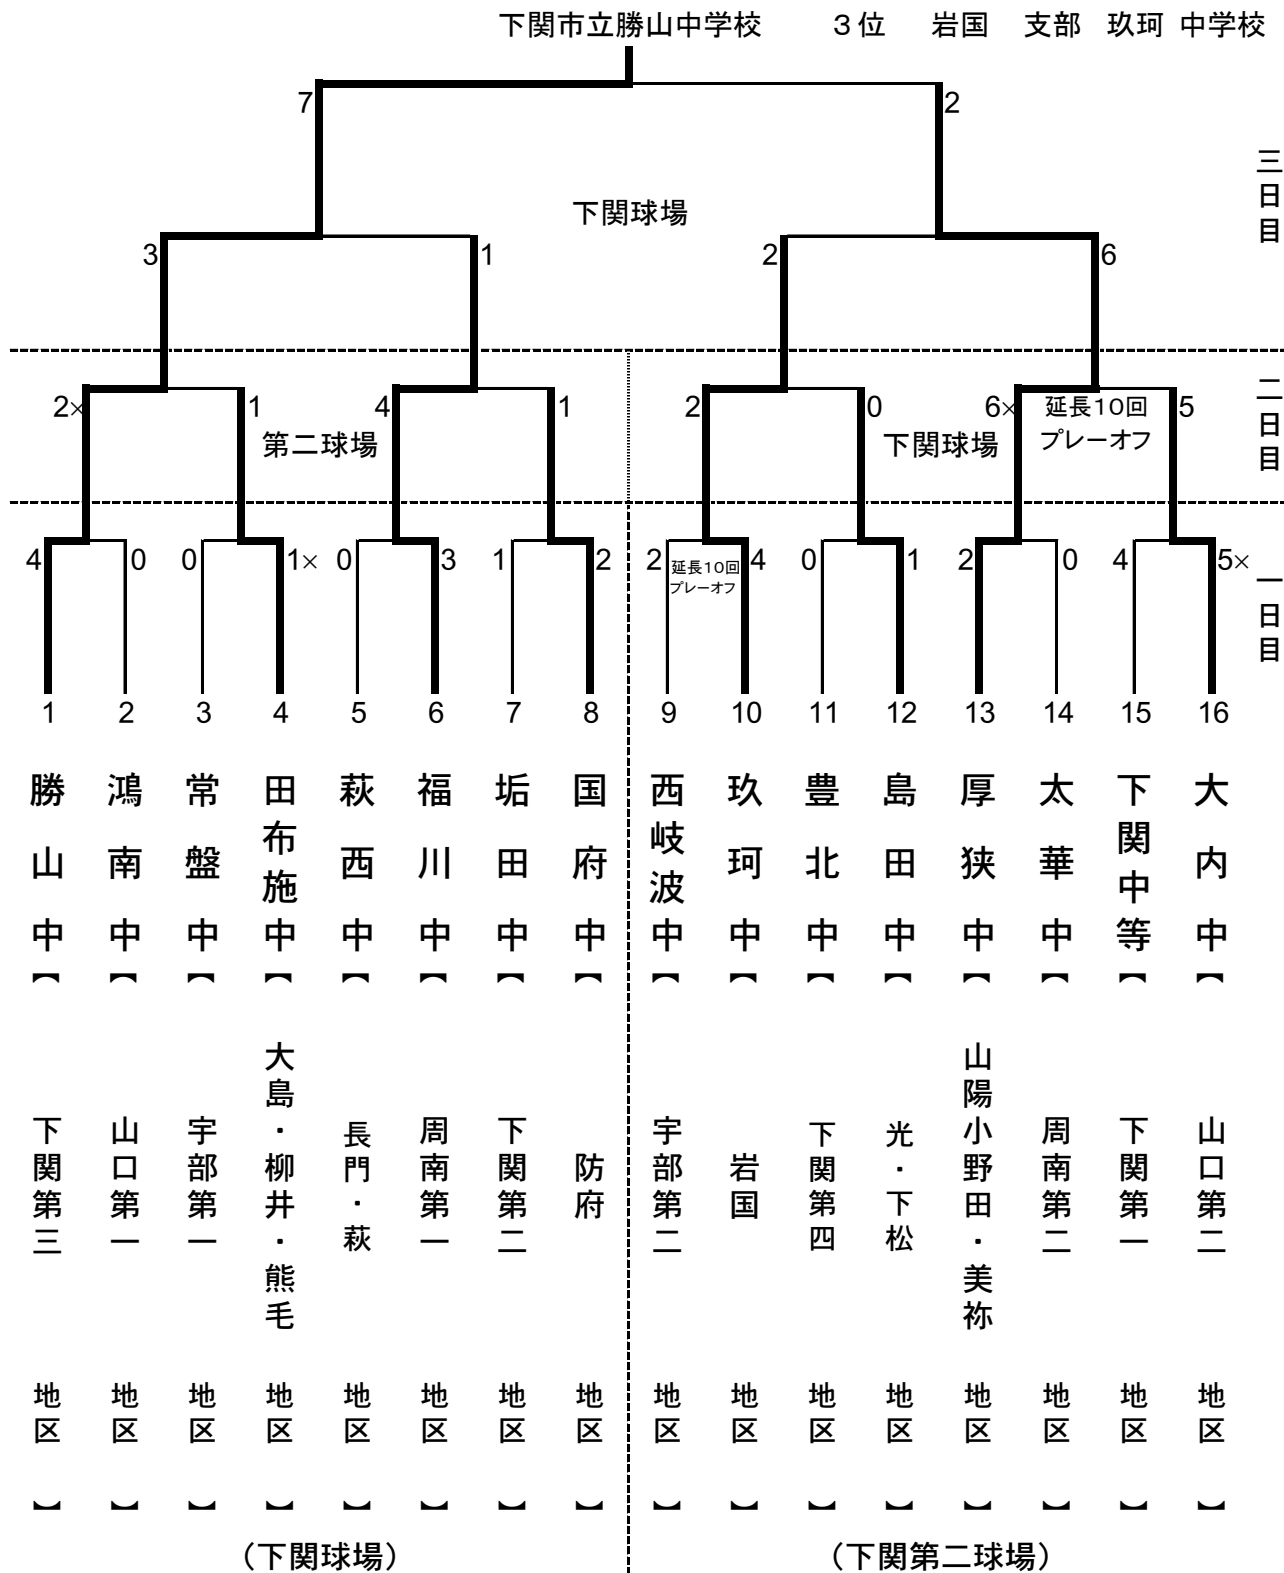 下関市立勝山中学校 3位 岩国 支部 玖珂 中学校
7 2
三日目
下関球場
3 1 2 6
二日目
2× 1 4 1 2 0 6× 延長10回 5
プレーオフ
第二球場 下関球場
一日目
4 0 0 1× 0 3 1 2 2 延長10回 4 0 1 2 0 4 5×
プレーオフ
1 2 3 4 5 6 7 8 9 10 11 12 13 14 15 16
勝山中【下関第三地区】
鴻南中【山口第一地区】
常盤中【宇部第一地区】
田布施中【大島・柳井・熊毛地区】
萩西中【長門・萩地区】
福川中【周南第一地区】
垢田中【下関第二地区】
国府中【防府地区】
西岐波中【宇部第二地区】
玖珂中【岩国地区】
豊北中【下関第四地区】
島田中【光・下松地区】
厚狭中【山陽小野田・美祢地区】
太華中【周南第二地区】
下関中等【下関第一地区】
大内中【山口第二地区】
(下関球場) (下関第二球場)